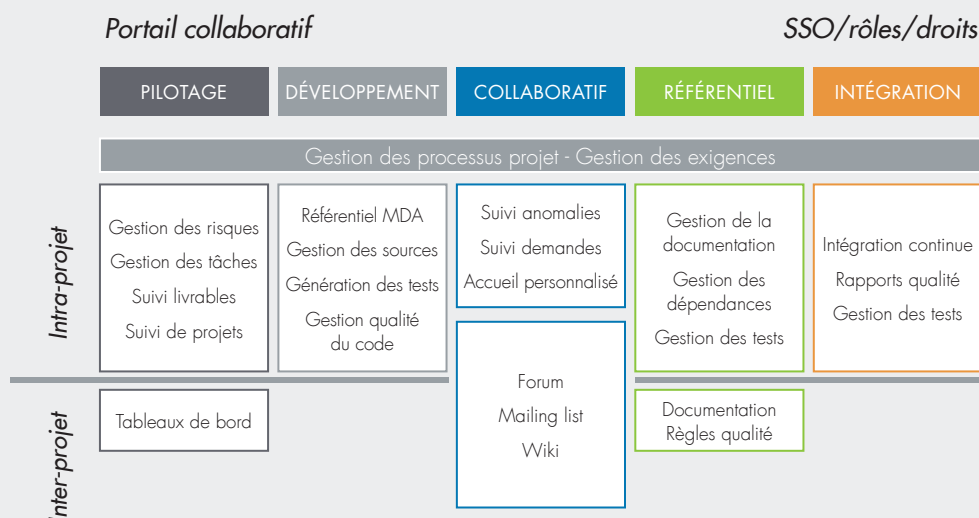 Portail collaboratif
SSO/rôles/droits
PILOTAGE
DÉVELOPPEMENT
COLLABORATIF
RÉFÉRENTIEL
INTÉGRATION
Gestion des processus projet - Gestion des exigences
Intra-projet
Gestion des risques
Gestion des tâches
Suivi livrables
Suivi de projets
Référentiel MDA
Gestion des sources
Génération des tests
Gestion qualité
du code
Suivi anomalies
Suivi demandes
Accueil personnalisé
Gestion de la
documentation
Gestion des
dépendances
Gestion des tests
Intégration continue
Rapports qualité
Gestion des tests
Forum
Mailing list
Wiki
Inter-projet
Tableaux de bord
Documentation
Règles qualité